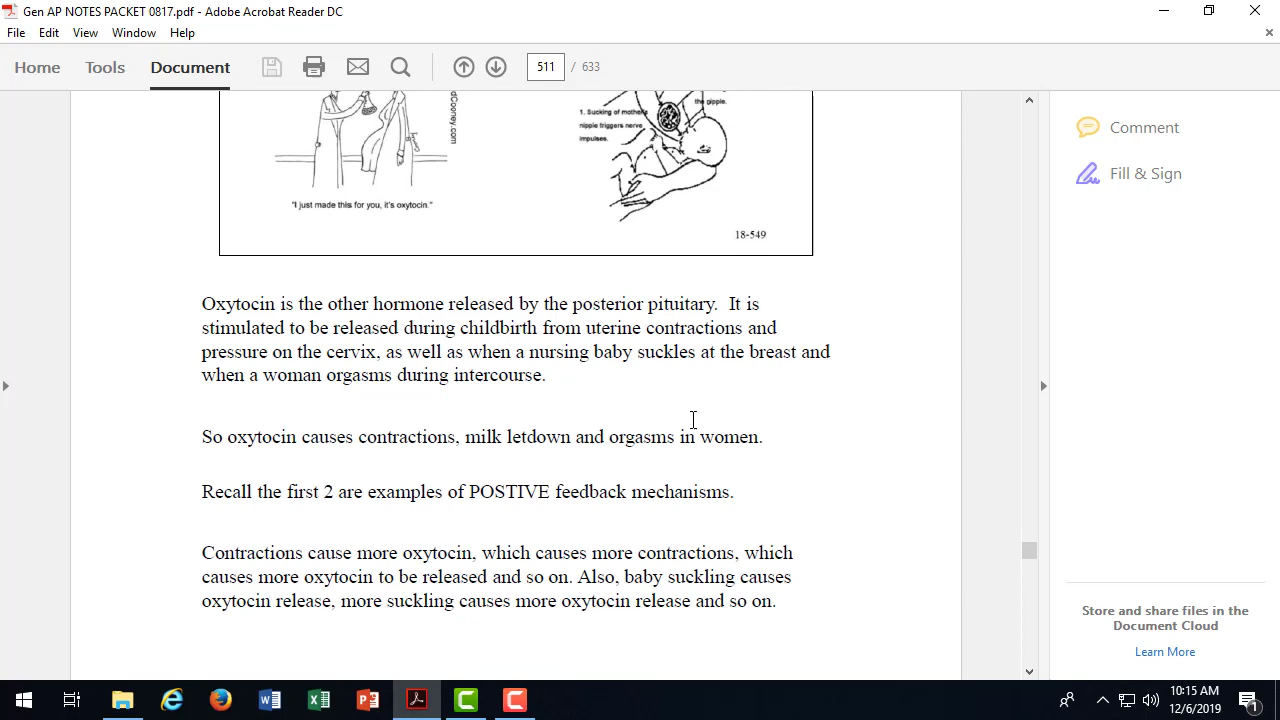 Gen AP NOTES PACKET 0817.pdf - Adobe Acrobat Reader DC
File Edit View Window Help
Home Tools Document 511 / 633
Comment
Fill & Sign
dCooney.com
the nipple.
1. Sucking of mother's
nipple triggers nerve
impulses.
"I just made this for you, it's oxytocin."
18-549
Oxytocin is the other hormone released by the posterior pituitary. It is
stimulated to be released during childbirth from uterine contractions and
pressure on the cervix, as well as when a nursing baby suckles at the breast and
when a woman orgasms during intercourse.
So oxytocin causes contractions, milk letdown and orgasms in women.
Recall the first 2 are examples of POSTIVE feedback mechanisms.
Contractions cause more oxytocin, which causes more contractions, which
causes more oxytocin to be released and so on. Also, baby suckling causes
oxytocin release, more suckling causes more oxytocin release and so on.
Store and share files in the
Document Cloud
Learn More
10:15 AM
12/6/2019
1